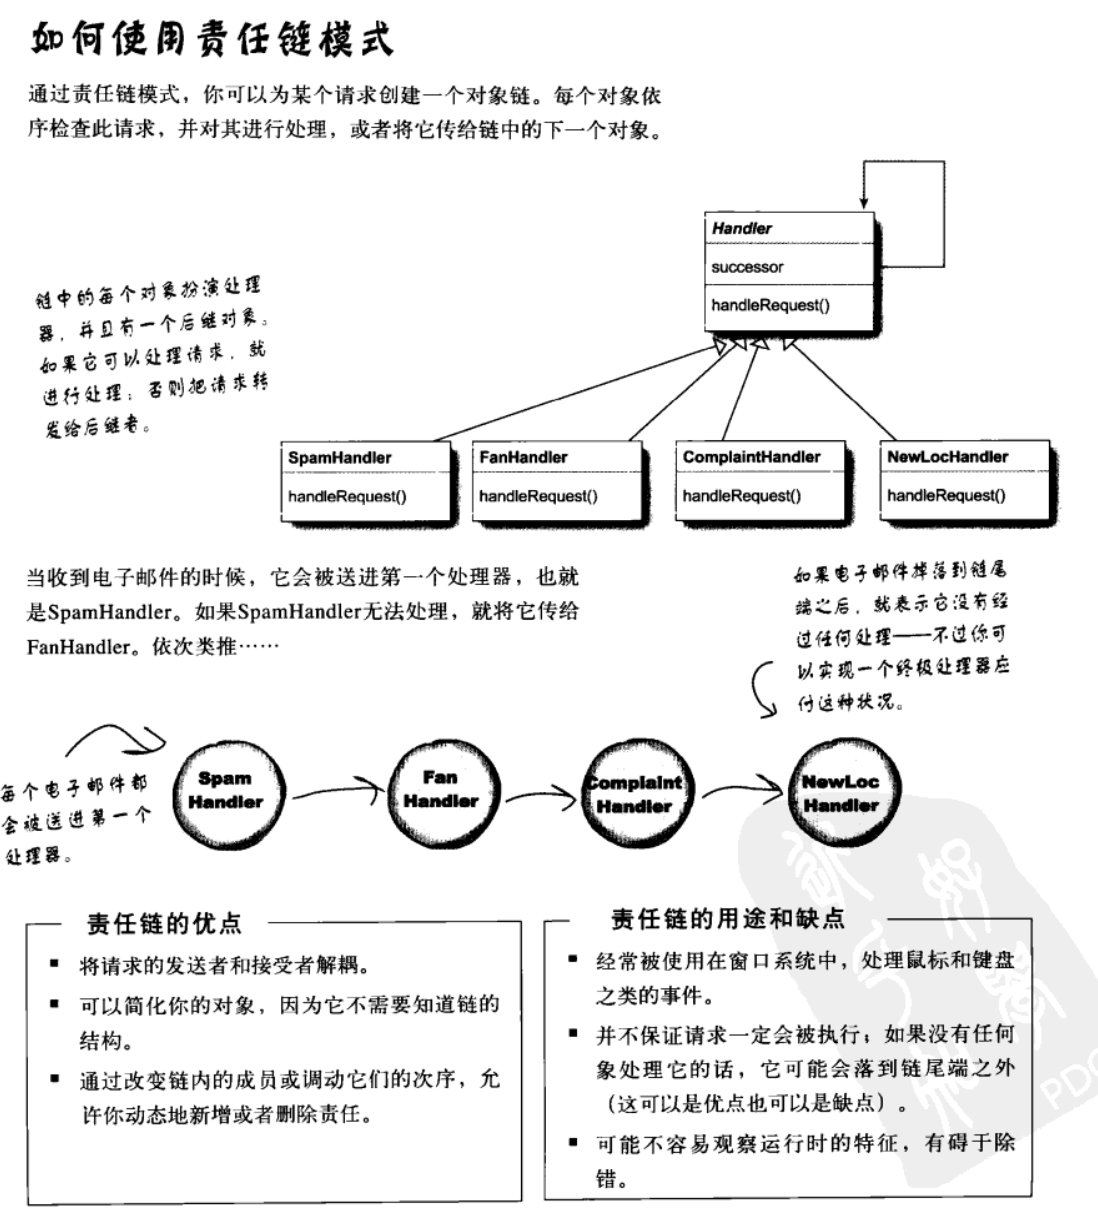 如何使用责任链模式
通过责任链模式，你可以为某个请求创建一个对象链。每个对象依
序检查此请求，并对其进行处理，或者将它传给链中的下一个对象。
Handler
successor
handleRequest()
链中的每个对象扮演处理
器，并且有一个后继对象。
如果它可以处理请求，就
进行处理；否则把请求转
发给后继者。
SpamHandler
handleRequest()
FanHandler
handleRequest()
ComplaintHandler
handleRequest()
NewLocHandler
handleRequest()
当收到电子邮件的时候，它会被送进第一个处理器，也就
是SpamHandler。如果SpamHandler无法处理，就将它传给
FanHandler。依次类推……
如果电子邮件掉落到链尾
端之后，就表示它没有经
过任何处理——不过你可
以实现一个终极处理器应
付这种状况。
每个电子邮件都
会被送进第一个
处理器。
Spam
Handler
Fan
Handler
Complaint
Handler
NewLoc
Handler
责任链的优点
将请求的发送者和接受者解耦。
可以简化你的对象，因为它不需要知道链的
结构。
通过改变链内的成员或调动它们的次序，允
许你动态地新增或者删除责任。
责任链的用途和缺点
经常被使用在窗口系统中，处理鼠标和键盘
之类的事件。
并不保证请求一定会被执行；如果没有任何
象处理它的话，它可能会落到链尾端之外
（这可以是优点也可以是缺点）。
可能不容易观察运行时的特征，有碍于除
错。